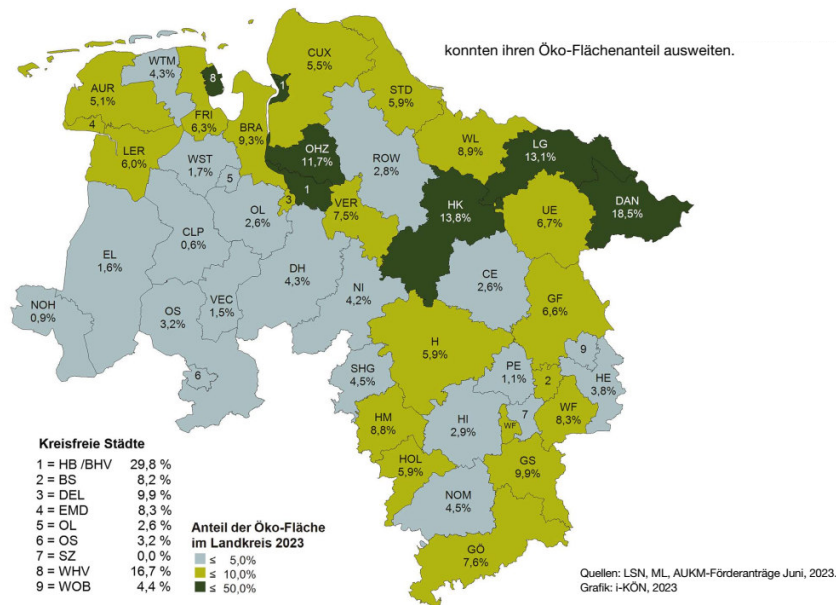 konnten ihren Öko-Flächenanteil ausweiten.
WTM
4,3%
8
1
CUX
5,5%
AUR
5,1%
STD
5,9%
4
FRI
6,3%
BRA
9,3%
LER
6,0%
WST
1,7%
OHZ
11,7%
ROW
2,8%
WL
8,9%
LG
13,1%
5
1
3
VER
7,5%
HK
13,8%
DAN
18,5%
OL
2,6%
UE
6,7%
CLP
0,6%
EL
1,6%
DH
4,3%
NI
4,2%
CE
2,6%
NOH
0,9%
OS
3,2%
VEC
1,5%
GF
6,6%
H
5,9%
9
6
SHG
4,5%
PE
1,1%
2
HE
3,8%
HM
8,8%
HI
2,9%
WF
7
WF
8,3%
HOL
5,9%
GS
9,9%
NOM
4,5%
GÖ
7,6%
Kreisfreie Städte
1 = HB /BHV 29,8 %
2 = BS 8,2 %
3 = DEL 9,9 %
4 = EMD 8,3 %
5 = OL 2,6 %
6 = OS 3,2 %
7 = SZ 0,0 %
8 = WHV 16,7 %
9 = WOB 4,4 %
Anteil der Öko-Fläche
im Landkreis 2023
≤ 5,0%
≤ 10,0%
≤ 50,0%
Quellen: LSN, ML, AUKM-Förderanträge Juni, 2023.
Grafik: i-KÖN, 2023